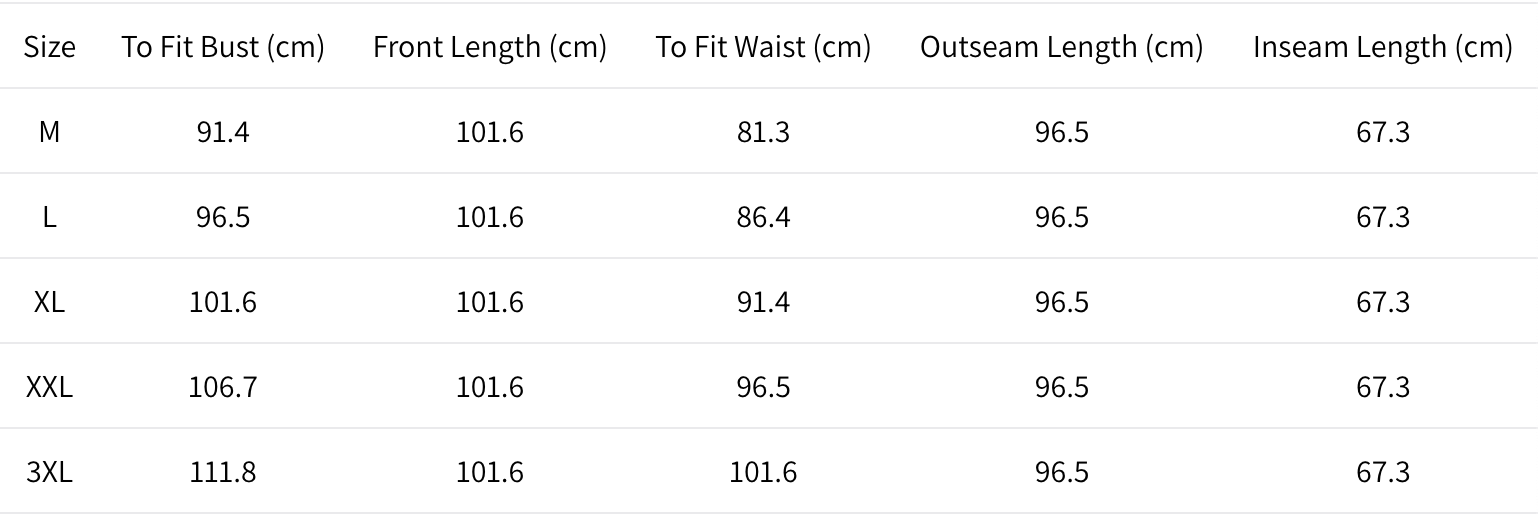 Size To Fit Bust (cm) Front Length (cm) To Fit Waist (cm) Outseam Length (cm) Inseam Length (cm)
M 91.4 101.6 81.3 96.5 67.3
L 96.5 101.6 86.4 96.5 67.3
XL 101.6 101.6 91.4 96.5 67.3
XXL 106.7 101.6 96.5 96.5 67.3
3XL 111.8 101.6 101.6 96.5 67.3